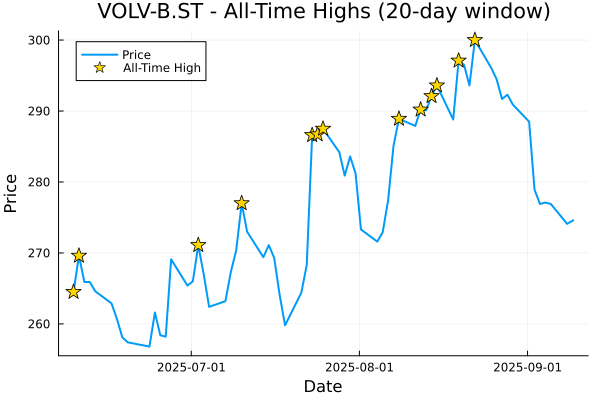 VOLV-B.ST - All-Time Highs (20-day window)
Price
All-Time High
300
290
280
270
260
Price
2025-07-01
2025-08-01
2025-09-01
Date